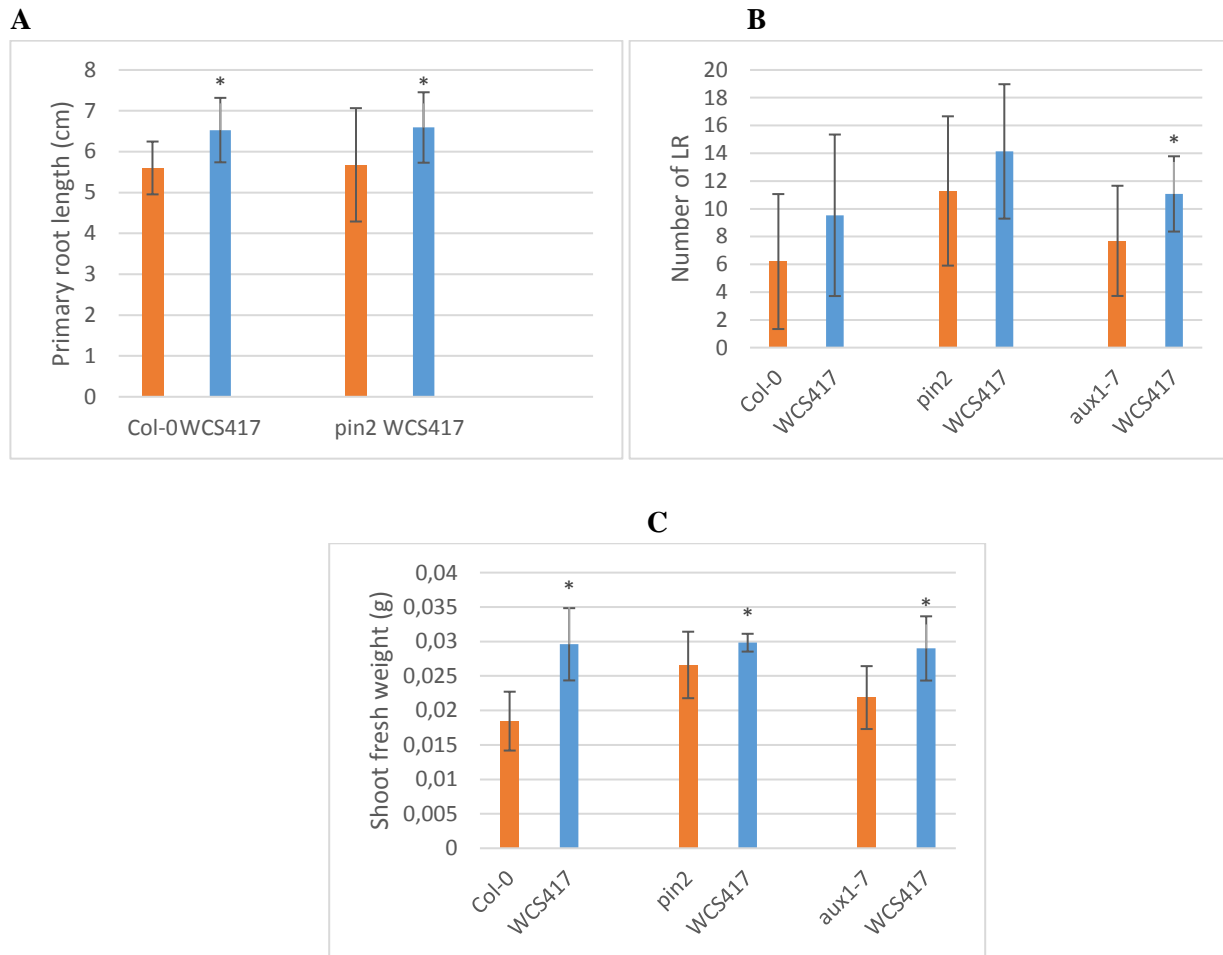 A
Primary root length (cm)
8
7
6
5
4
3
2
1
0
*
*
Col-0 WCS417
pin2 WCS417
B
Number of LR
20
18
16
14
12
10
8
6
4
2
0
*
Col-0
WCS417
pin2
WCS417
aux1-7
WCS417
C
Shoot fresh weight (g)
0,04
0,035
0,03
0,025
0,02
0,015
0,01
0,005
0
*
*
*
Col-0
WCS417
pin2
WCS417
aux1-7
WCS417